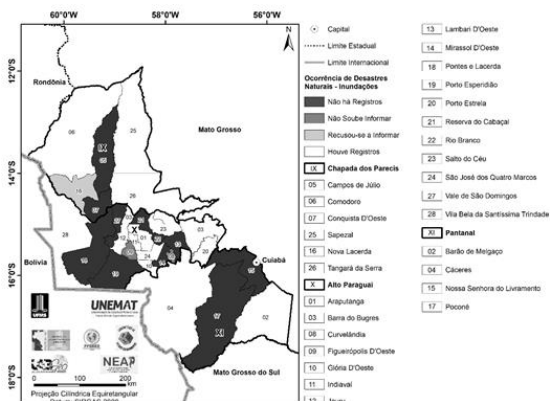 60°0'W
58°0'W
56°0'W
12°0'S
14°0'S
16°0'S
18°0'S
N
Rondônia
Mato Grosso
Bolívia
Cuiabá
Mato Grosso do Sul
IX
X
XI
UNEMAT
NEAP
0 50 100 200
km
Projeção Cilíndrica Equiretangular
Capital
Limite Estadual
Limite Internacional
Ocorrência de Desastres
Naturais - Inundações
Não há Registros
Não Soube Informar
Recusou-se a Informar
Houve Registros
IX Chapada dos Parecis
05 Campos de Júlio
06 Comodoro
07 Conquista D'Oeste
25 Sapezal
16 Nova Lacerda
26 Tangará da Serra
X Alto Paraguai
01 Araputanga
03 Barra do Bugres
08 Curvelândia
09 Figueirópolis D'Oeste
10 Glória D'Oeste
11 Indiavaí
13 Lambari D'Oeste
14 Mirassol D'Oeste
18 Pontes e Lacerda
19 Porto Esperidião
20 Porto Estrela
21 Reserva do Cabaçal
22 Rio Branco
23 Salto do Céu
24 São José dos Quatro Marcos
27 Vale de São Domingos
28 Vila Bela da Santíssima Trindade
XI Pantanal
02 Barão de Melgaço
04 Cáceres
15 Nossa Senhora do Livramento
17 Poconé